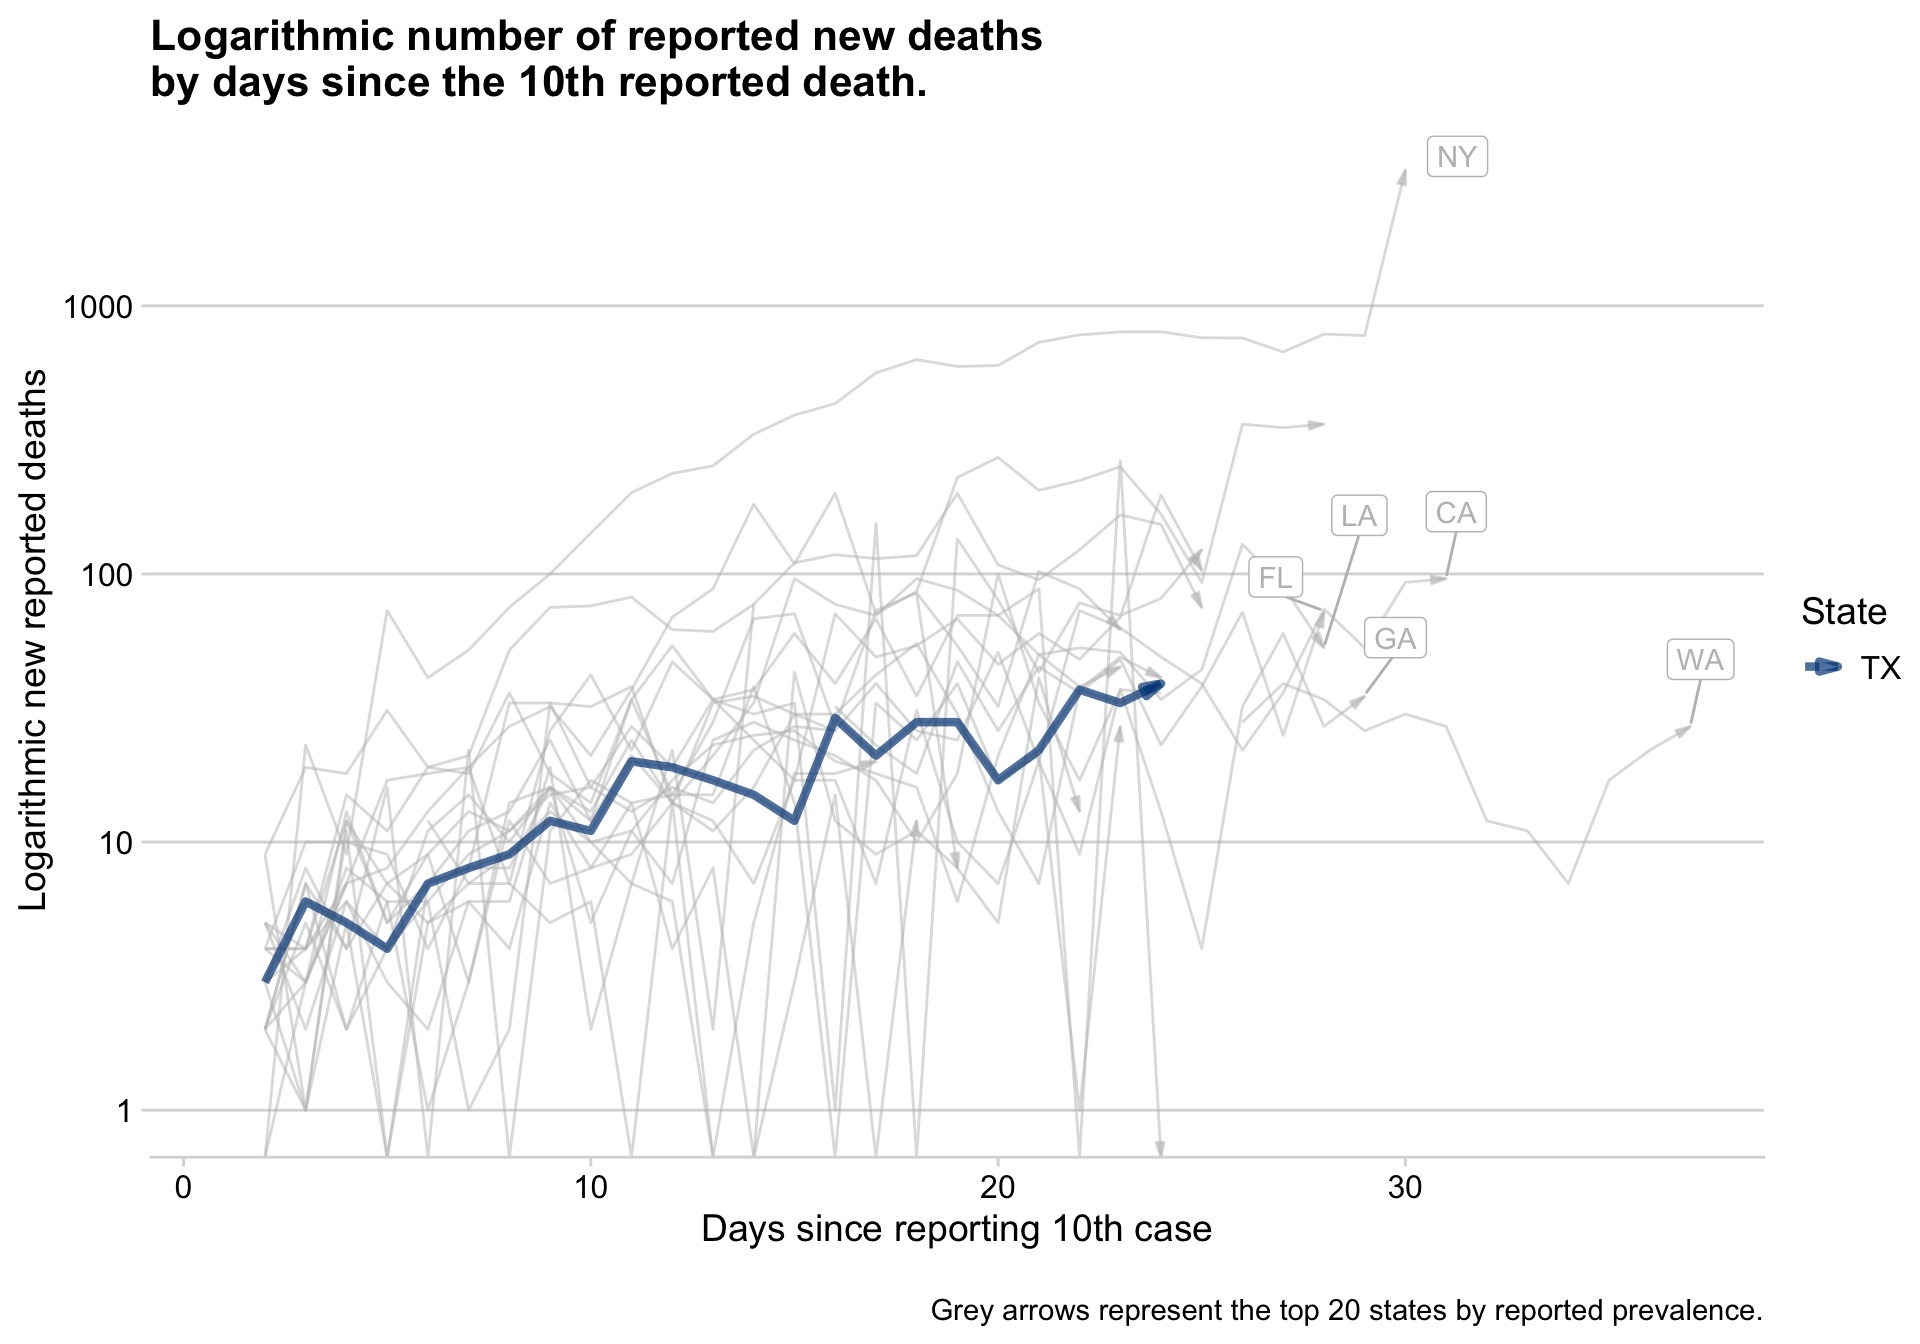 Logarithmic number of reported new deaths
by days since the 10th reported death.
NY
1000
LA
CA
100
FL
GA
WA
State
TX
10
1
Logarithmic new reported deaths
0
10
20
30
Days since reporting 10th case
Grey arrows represent the top 20 states by reported prevalence.